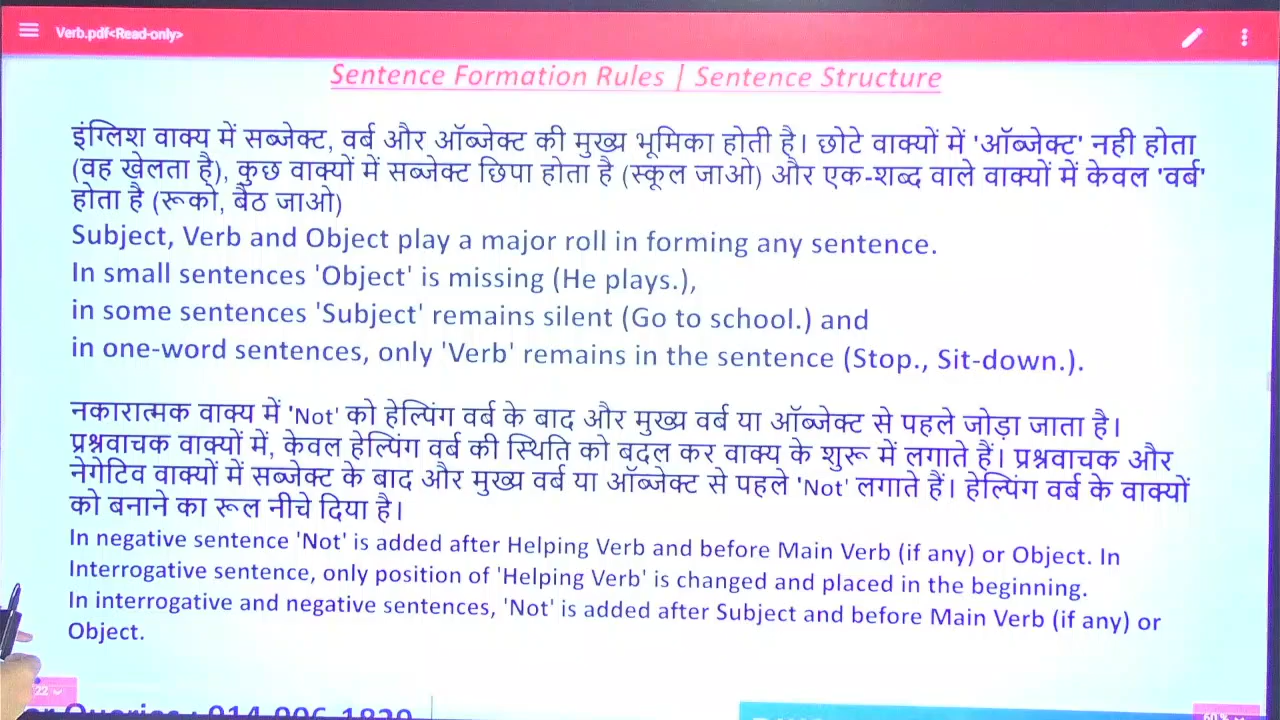 Verb.pdf<Read-only>
Sentence Formation Rules | Sentence Structure
इंग्लिश वाक्य में सब्जेक्ट, वर्ब और ऑब्जेक्ट की मुख्य भूमिका होती है। छोटे वाक्यों में 'ऑब्जेक्ट' नही होता
(वह खेलता है), कुछ वाक्यों में सब्जेक्ट छिपा होता है (स्कूल जाओ) और एक-शब्द वाले वाक्यों में केवल 'वर्ब'
होता है (रूको, बैठ जाओ)
Subject, Verb and Object play a major roll in forming any sentence.
In small sentences 'Object' is missing (He plays.),
in some sentences 'Subject' remains silent (Go to school.) and
in one-word sentences, only 'Verb' remains in the sentence (Stop., Sit-down.).
नकारात्मक वाक्य में 'Not' को हेल्पिंग वर्ब के बाद और मुख्य वर्ब या ऑब्जेक्ट से पहले जोड़ा जाता है।
प्रश्नवाचक वाक्यों में, केवल हेल्पिंग वर्ब की स्थिति को बदल कर वाक्य के शुरू में लगाते हैं। प्रश्नवाचक और
नेगेटिव वाक्यों में सब्जेक्ट के बाद और मुख्य वर्ब या ऑब्जेक्ट से पहले 'Not' लगाते हैं। हेल्पिंग वर्ब के वाक्यों
को बनाने का रूल नीचे दिया है।
In negative sentence 'Not' is added after Helping Verb and before Main Verb (if any) or Object. In
Interrogative sentence, only position of 'Helping Verb' is changed and placed in the beginning.
In interrogative and negative sentences, 'Not' is added after Subject and before Main Verb (if any) or
Object.
22